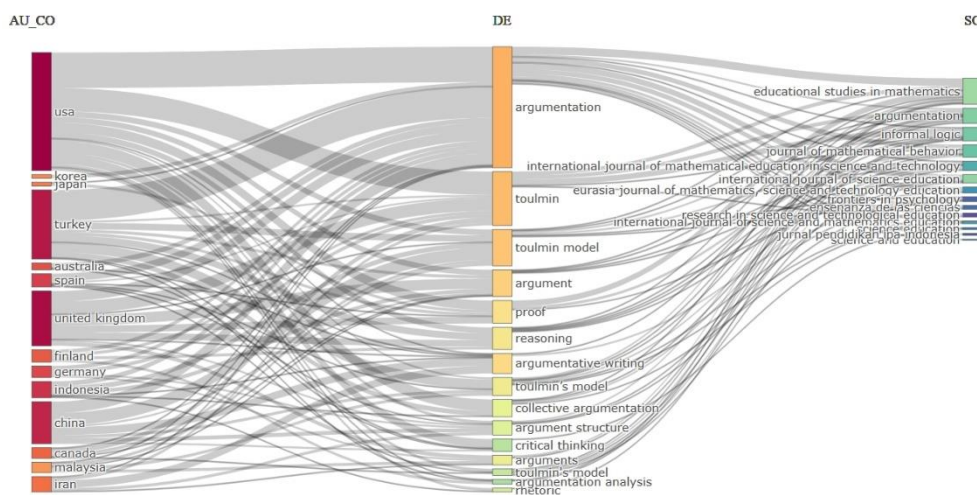 AU_CO
DE
SO
usa
korea
japan
turkey
australia
spain
united kingdom
finland
germany
indonesia
china
canada
malaysia
iran
argumentation
toulmin
toulmin model
argument
proof
reasoning
argumentative writing
toulmin's model
collective argumentation
argument structure
critical thinking
arguments
toulmin's model
argumentation analysis
rhetoric
educational studies in mathematics
argumentation
informal logic
journal of mathematical behavior
international journal of mathematical education in science and technology
international journal of science education
eurasia journal of mathematics, science and technology education
frontiers in psychology
ensenanza de las ciencias
research in science and technological education
international journal of science and mathematics education
science education
jurnal pendidikan ipa indonesia
science and education